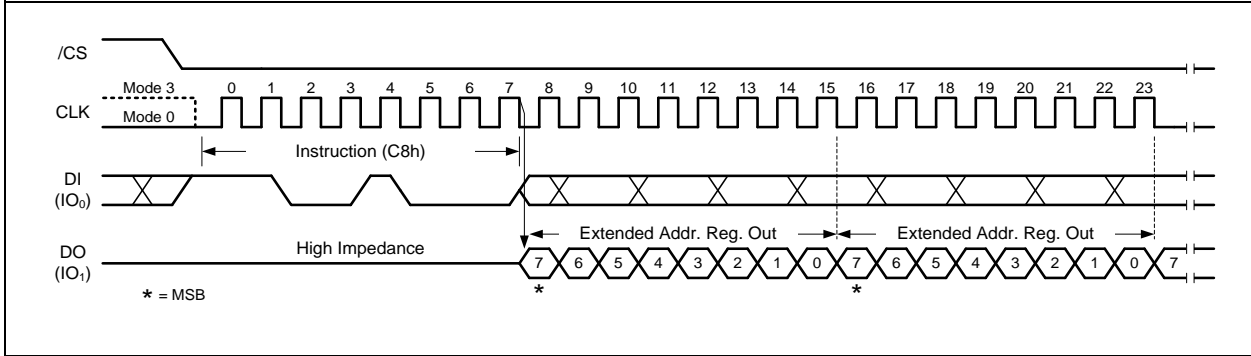 /CS
Mode 3
0 1 2 3 4 5 6 7 8 9 10 11 12 13 14 15 16 17 18 19 20 21 22 23
CLK
Mode 0
Instruction (C8h)
DI
(IO0)
Extended Addr. Reg. Out Extended Addr. Reg. Out
High Impedance
DO
(IO1)
7 6 5 4 3 2 1 0 7 6 5 4 3 2 1 0 7
* *
* = MSB